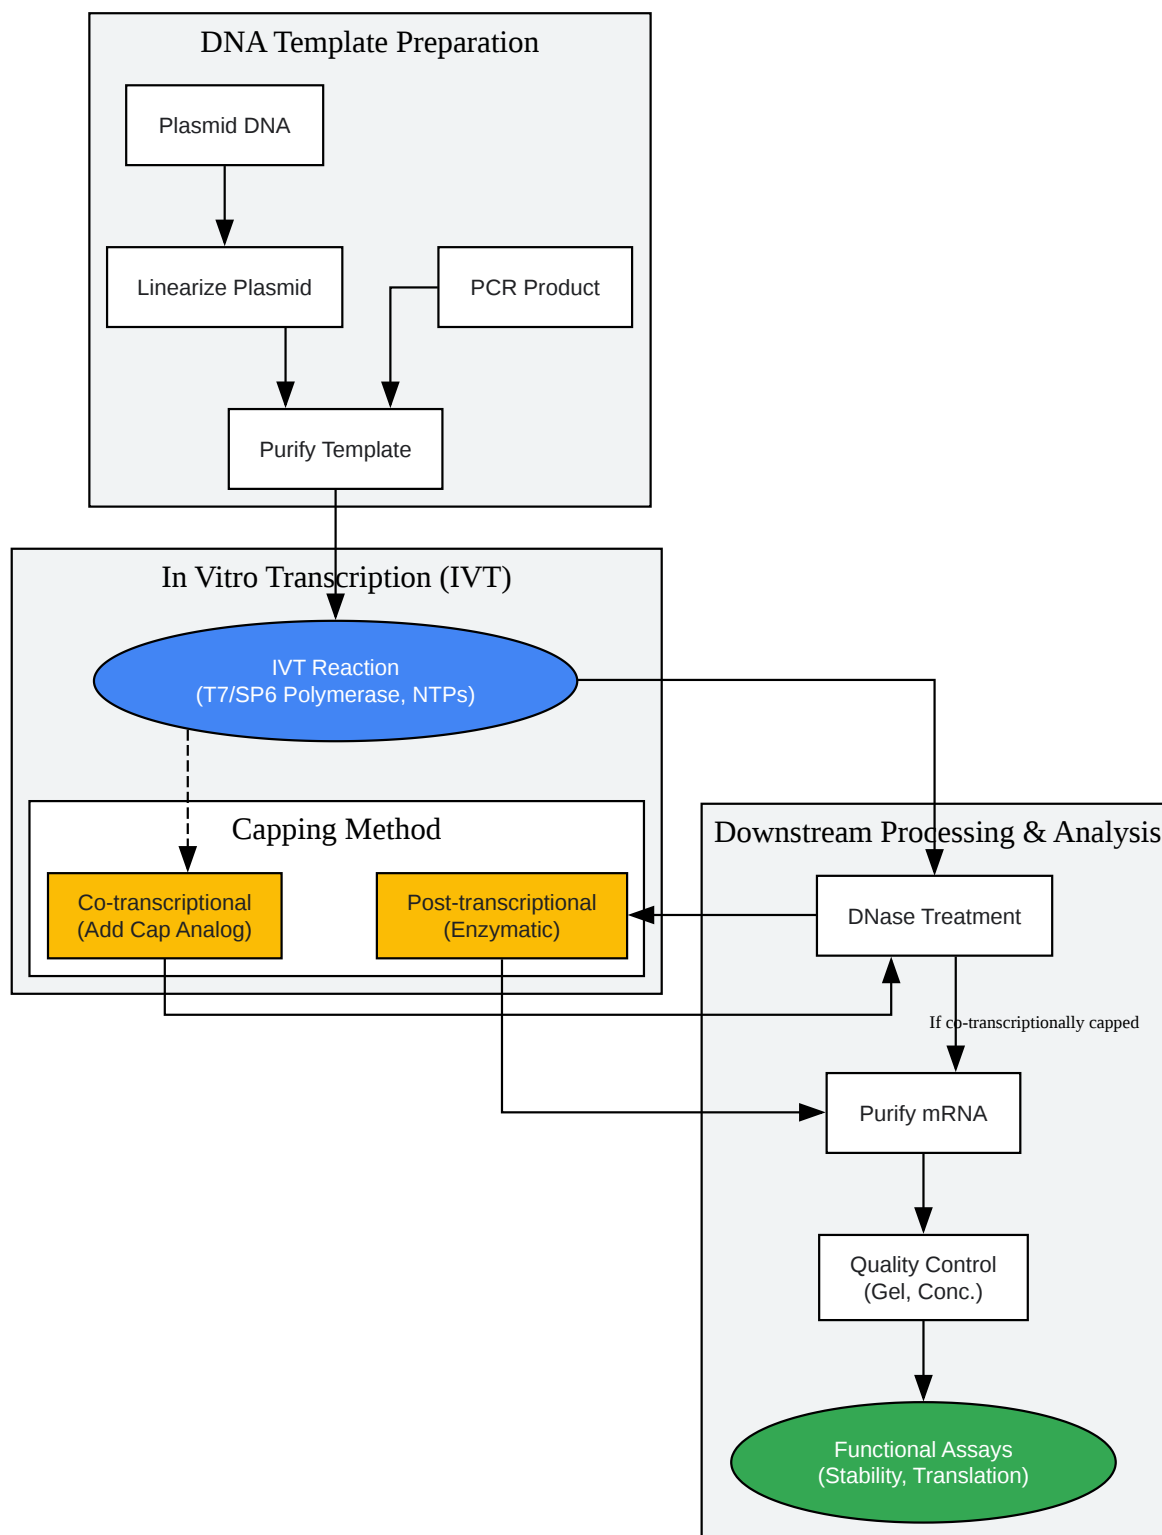 DNA Template Preparation
Plasmid DNA
Linearize Plasmid
PCR Product
Purify Template
In Vitro Transcription (IVT)
IVT Reaction
(T7/SP6 Polymerase, NTPs)
Capping Method
Co-transcriptional
(Add Cap Analog)
Post-transcriptional
(Enzymatic)
Downstream Processing & Analysis
DNase Treatment
If co-transcriptionally capped
Purify mRNA
Quality Control
(Gel, Conc.)
Functional Assays
(Stability, Translation)